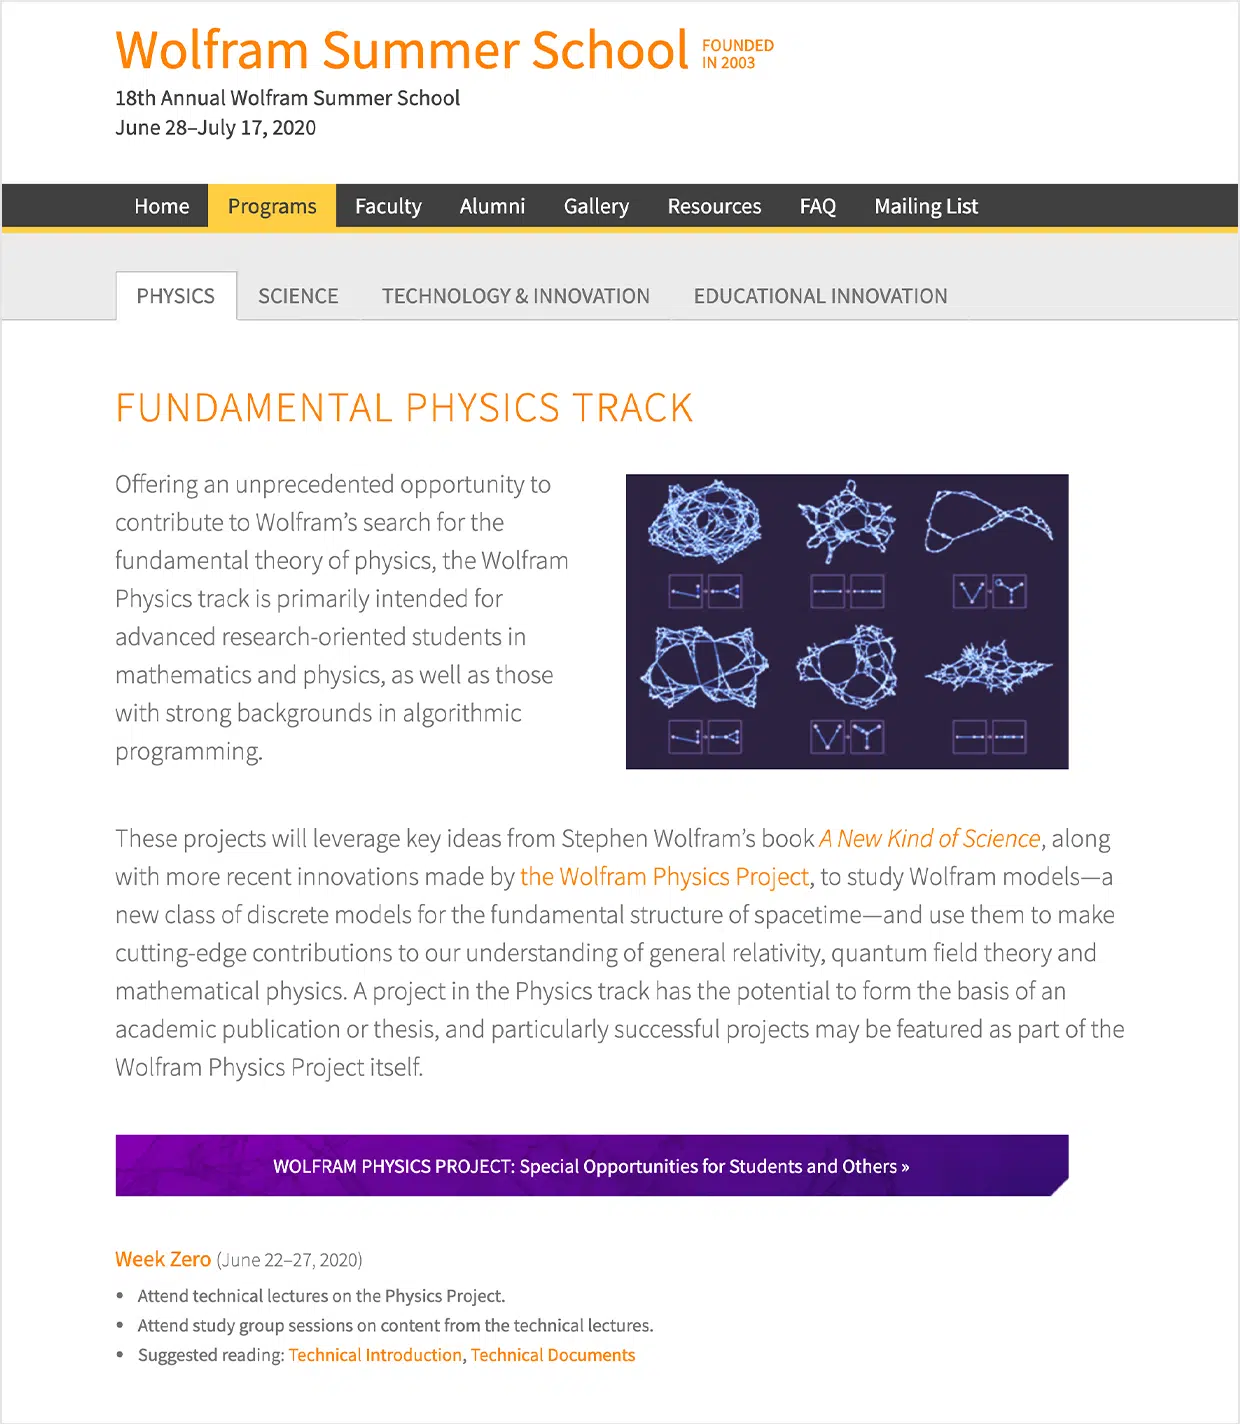 Wolfram Summer School FOUNDED
IN 2003
18th Annual Wolfram Summer School
June 28–July 17, 2020
Home Programs Faculty Alumni Gallery Resources FAQ Mailing List
PHYSICS SCIENCE TECHNOLOGY & INNOVATION EDUCATIONAL INNOVATION
FUNDAMENTAL PHYSICS TRACK
Offering an unprecedented opportunity to
contribute to Wolfram’s search for the
fundamental theory of physics, the Wolfram
Physics track is primarily intended for
advanced research-oriented students in
mathematics and physics, as well as those
with strong backgrounds in algorithmic
programming.
These projects will leverage key ideas from Stephen Wolfram’s book A New Kind of Science, along
with more recent innovations made by the Wolfram Physics Project, to study Wolfram models—a
new class of discrete models for the fundamental structure of spacetime—and use them to make
cutting-edge contributions to our understanding of general relativity, quantum field theory and
mathematical physics. A project in the Physics track has the potential to form the basis of an
academic publication or thesis, and particularly successful projects may be featured as part of the
Wolfram Physics Project itself.
WOLFRAM PHYSICS PROJECT: Special Opportunities for Students and Others »
Week Zero (June 22–27, 2020)
• Attend technical lectures on the Physics Project.
• Attend study group sessions on content from the technical lectures.
• Suggested reading: Technical Introduction, Technical Documents